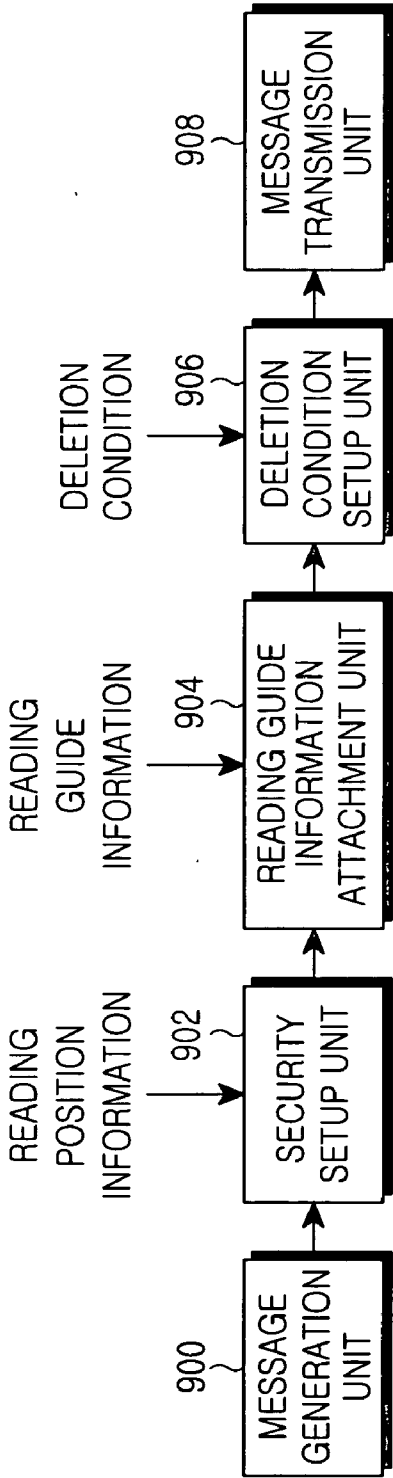 READING
POSITION
INFORMATION
READING
GUIDE
INFORMATION
DELETION
CONDITION
900
902
904
906
908
MESSAGE
GENERATION
UNIT
SECURITY
SETUP UNIT
READING GUIDE
INFORMATION
ATTACHMENT UNIT
DELETION
CONDITION
SETUP UNIT
MESSAGE
TRANSMISSION
UNIT